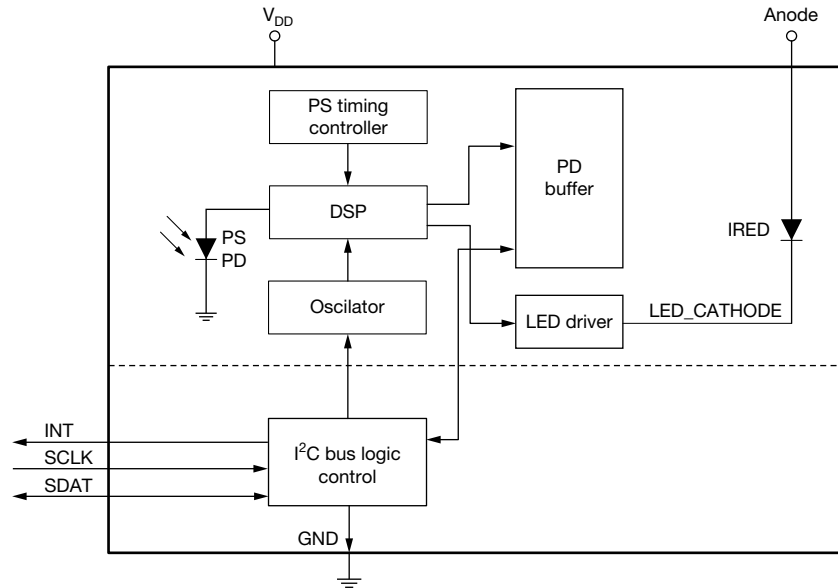 V_DD
Anode
PS timing
controller
PD
buffer
DSP
PS
PD
IRED
Oscilator
LED driver
LED_CATHODE
INT
SCLK
SDAT
I²C bus logic
control
GND